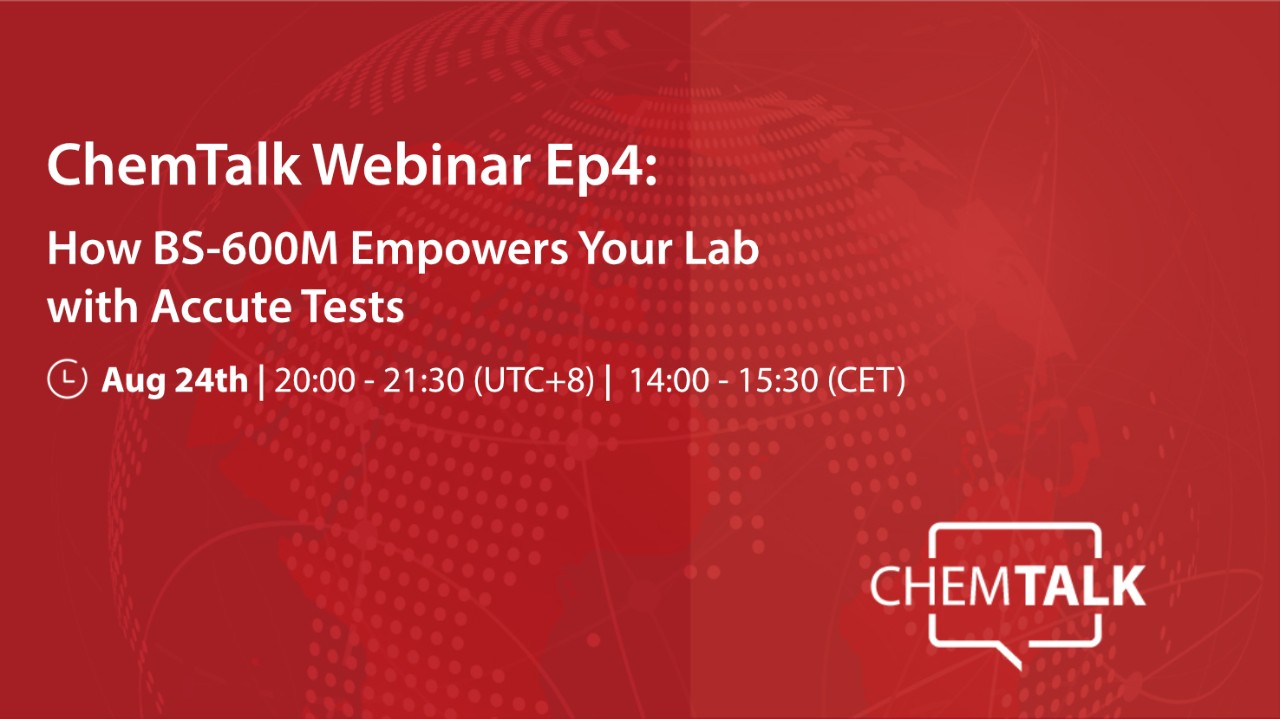 ChemTalk Webinar Ep4:
How BS-600M Empowers Your Lab
with Accute Tests
Aug 24th | 20:00 - 21:30 (UTC+8) | 14:00 - 15:30 (CET)
CHEMTALK